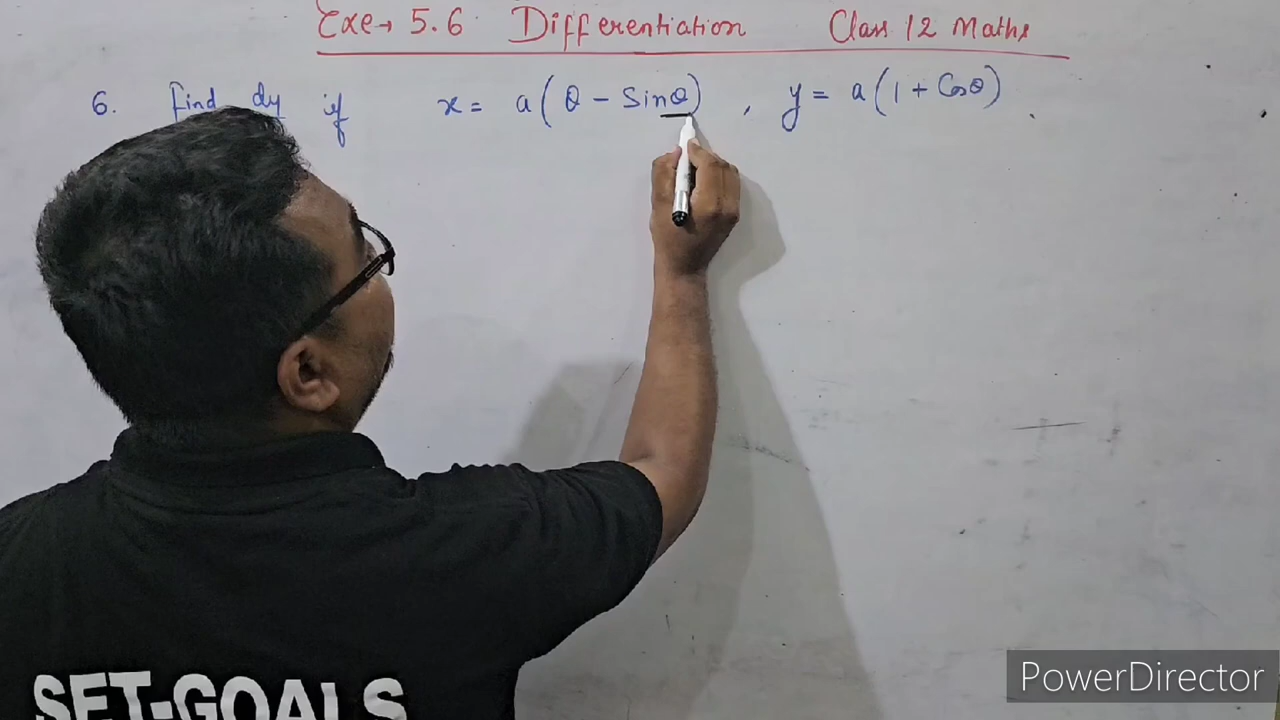 Exe→ 5.6 Differentiation Class 12 Maths
6. Find dy if x = a(θ - Sinθ) , y = a(1 + Cosθ)
SET-GOALS
PowerDirector